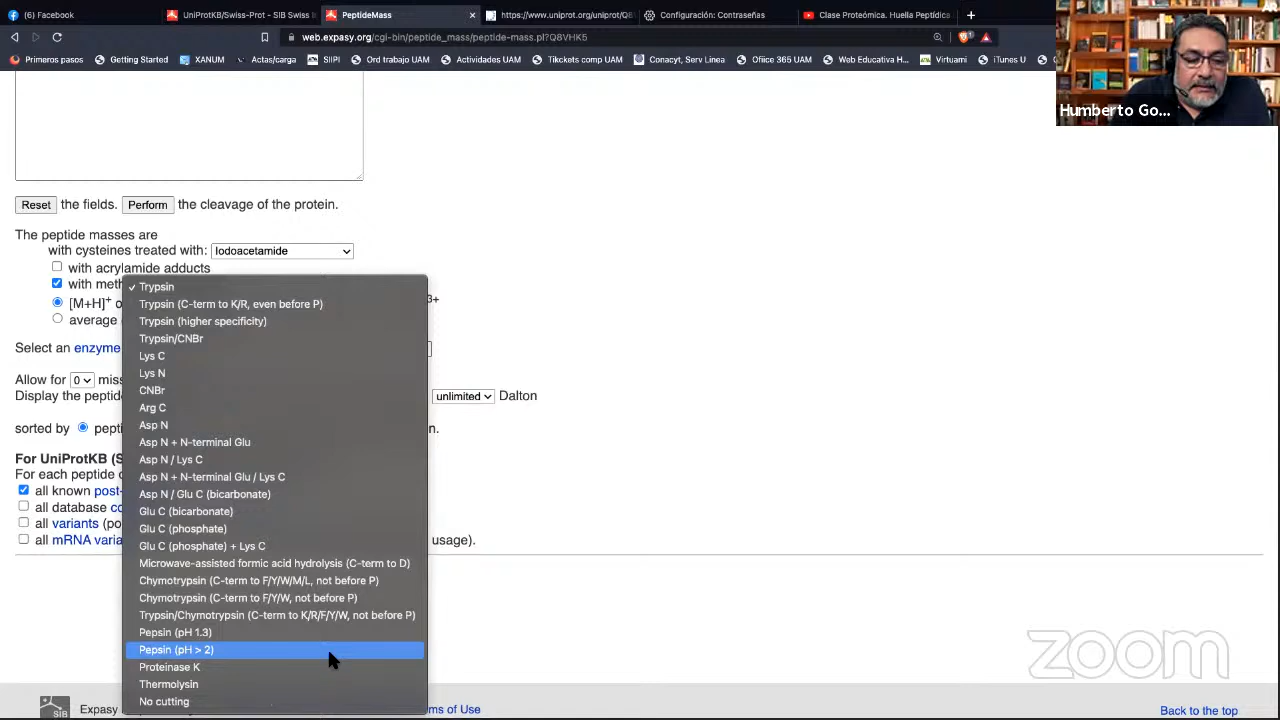 (6) Facebook
UniProtKB/Swiss-Prot - SIB Swiss I
PeptideMass
https://www.uniprot.org/uniprot/Q8
Configuración: Contraseñas
Clase Proteómica. Huella Peptídica
web.expasy.org/cgi-bin/peptide_mass/peptide-mass.pl?Q8VHK5
Primeros pasos
Getting Started
XANUM
Actas/carga
SIIPI
Ord trabajo UAM
Actividades UAM
Tikckets comp UAM
Conacyt, Serv Linea
Ofiice 365 UAM
Web Educativa H...
Virtuami
iTunes U
Humberto Go...
Reset the fields. Perform the cleavage of the protein.
The peptide masses are
with cysteines treated with: Iodoacetamide
with acrylamide adducts
with meth
[M+H]+ o
3+
average
Select an enzyme
Allow for 0 miss
Display the peptide
unlimited Dalton
sorted by pepti
n.
For UniProtKB (S
For each peptide o
all known post-
all database co
all variants (po
all mRNA varia
usage).
✓ Trypsin
Trypsin (C-term to K/R, even before P)
Trypsin (higher specificity)
Trypsin/CNBr
Lys C
Lys N
CNBr
Arg C
Asp N
Asp N + N-terminal Glu
Asp N / Lys C
Asp N + N-terminal Glu / Lys C
Asp N / Glu C (bicarbonate)
Glu C (bicarbonate)
Glu C (phosphate)
Glu C (phosphate) + Lys C
Microwave-assisted formic acid hydrolysis (C-term to D)
Chymotrypsin (C-term to F/Y/W/M/L, not before P)
Chymotrypsin (C-term to F/Y/W, not before P)
Trypsin/Chymotrypsin (C-term to K/R/F/Y/W, not before P)
Pepsin (pH 1.3)
Pepsin (pH > 2)
Proteinase K
Thermolysin
No cutting
zoom
SIB
Expasy
ms of Use
Back to the top